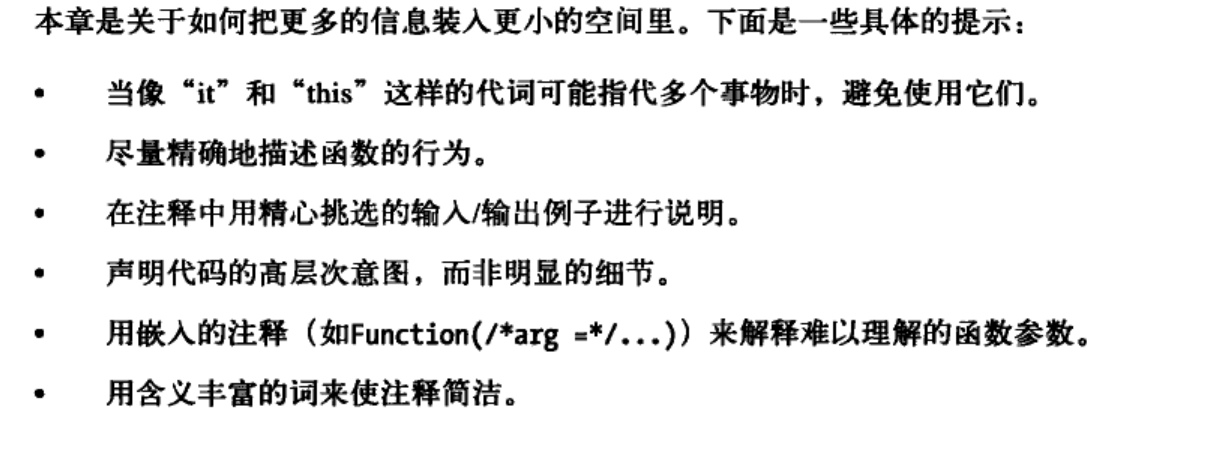 本章是关于如何把更多的信息装入更小的空间里。下面是一些具体的提示：
• 当像“it”和“this”这样的代词可能指代多个事物时，避免使用它们。
• 尽量精确地描述函数的行为。
• 在注释中用精心挑选的输入/输出例子进行说明。
• 声明代码的高层次意图，而非明显的细节。
• 用嵌入的注释（如Function(/*arg =*/...)）来解释难以理解的函数参数。
• 用含义丰富的词来使注释简洁。